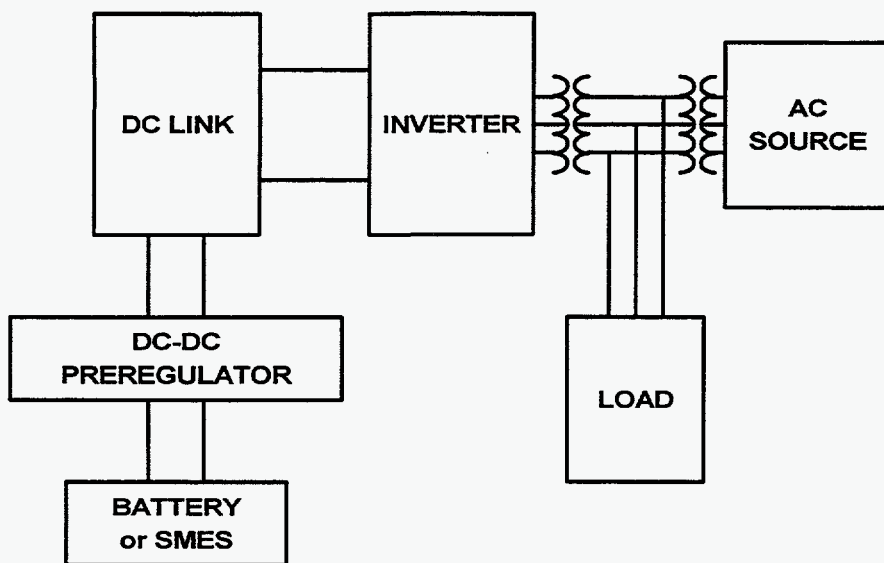 DC LINK
INVERTER
AC
SOURCE
DC-DC
PREREGULATOR
LOAD
BATTERY
or SMES